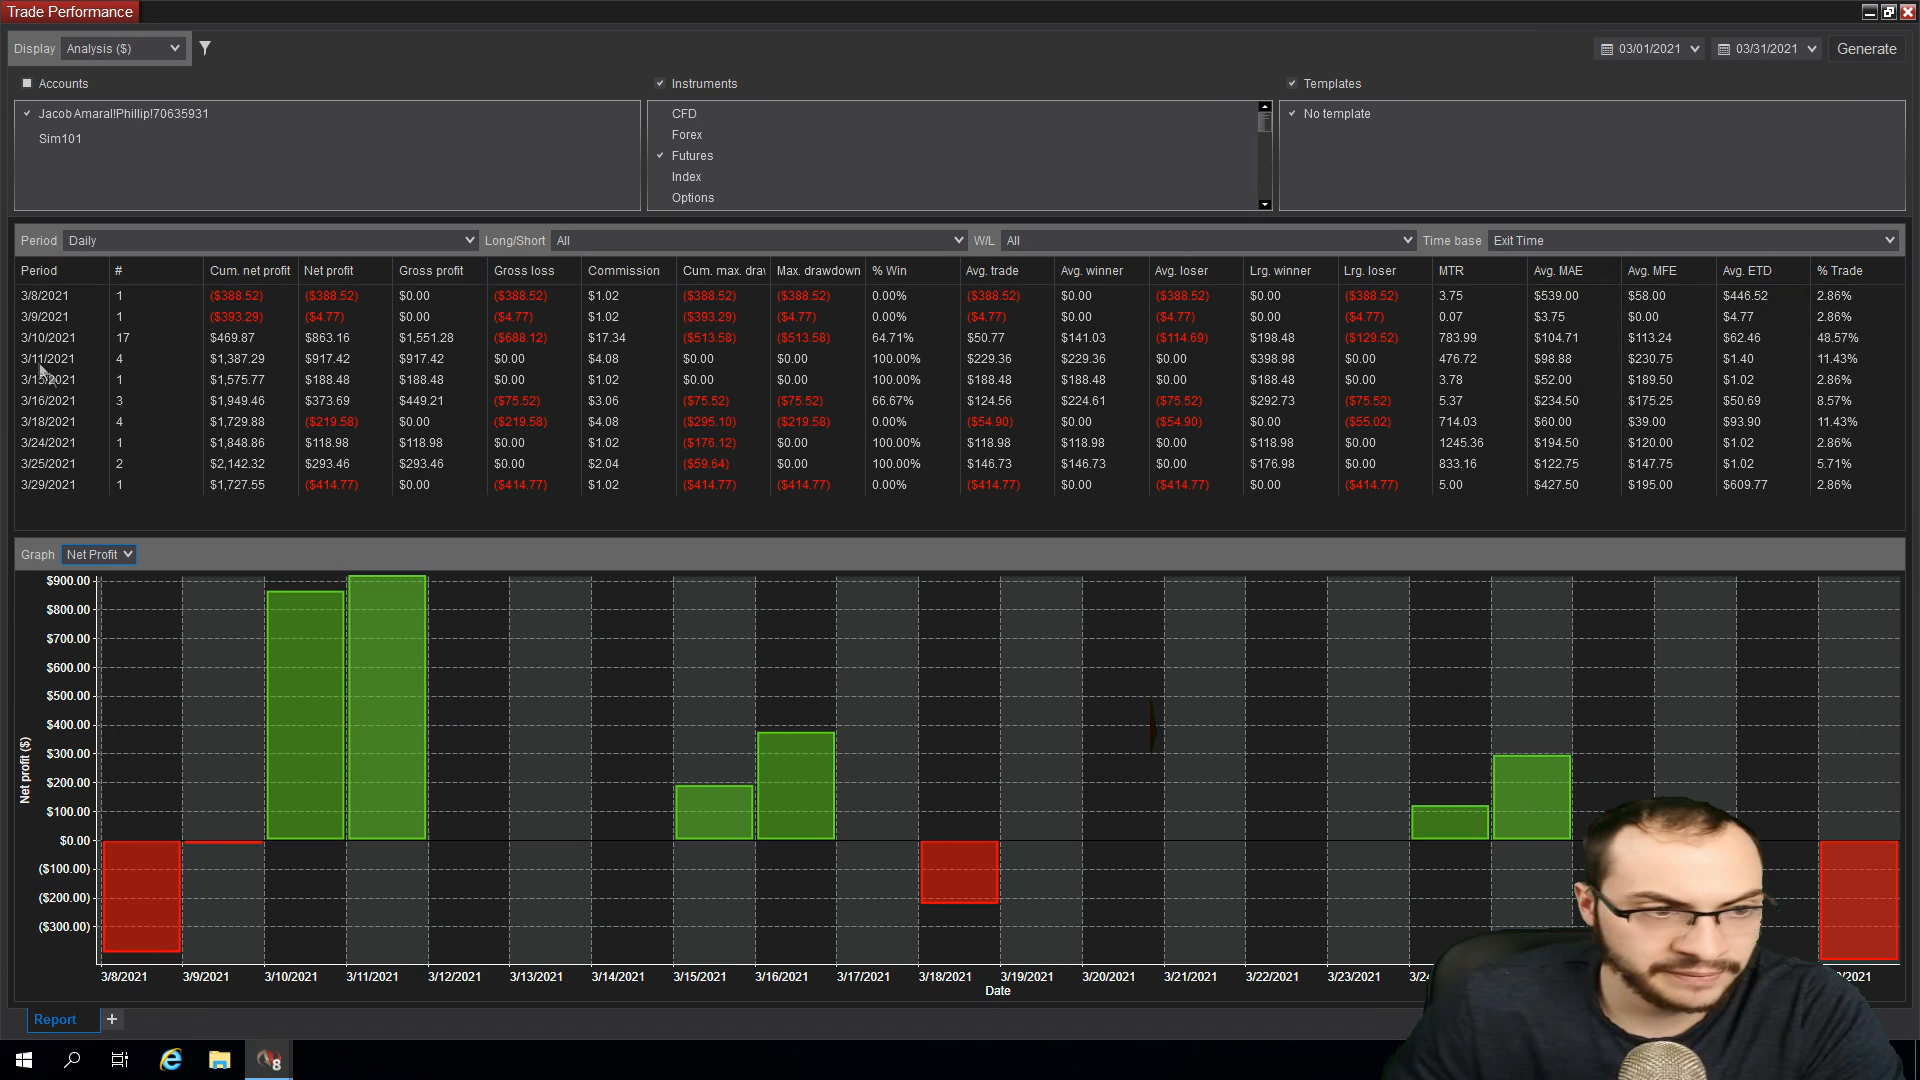 Trade Performance
Display Analysis ($) 03/01/2021 03/31/2021 Generate
Accounts Instruments Templates
Jacob Amaral!Phillip!70635931 CFD No template
Sim101 Forex
Futures
Index
Options
Period Daily Long/Short All W/L All Time base Exit Time
Period # Cum. net profit Net profit Gross profit Gross loss Commission Cum. max. drav Max. drawdown % Win Avg. trade Avg. winner Avg. loser Lrg. winner Lrg. loser MTR Avg. MAE Avg. MFE Avg. ETD % Trade
3/8/2021 1 ($388.52) ($388.52) $0.00 ($388.52) $1.02 ($388.52) ($388.52) 0.00% ($388.52) $0.00 ($388.52) $0.00 ($388.52) 3.75 $539.00 $58.00 $446.52 2.86%
3/9/2021 1 ($393.29) ($4.77) $0.00 ($4.77) $1.02 ($393.29) ($4.77) 0.00% ($4.77) $0.00 ($4.77) $0.00 ($4.77) 0.07 $3.75 $0.00 $4.77 2.86%
3/10/2021 17 $469.87 $863.16 $1,551.28 ($688.12) $17.34 ($513.58) ($513.58) 64.71% $50.77 $141.03 ($114.69) $198.48 ($129.52) 783.99 $104.71 $113.24 $62.46 48.57%
3/11/2021 4 $1,387.29 $917.42 $917.42 $0.00 $4.08 $0.00 $0.00 100.00% $229.36 $229.36 $0.00 $398.98 $0.00 476.72 $98.88 $230.75 $1.40 11.43%
3/15/2021 1 $1,575.77 $188.48 $188.48 $0.00 $1.02 $0.00 $0.00 100.00% $188.48 $188.48 $0.00 $188.48 $0.00 3.78 $52.00 $189.50 $1.02 2.86%
3/16/2021 3 $1,949.46 $373.69 $449.21 ($75.52) $3.06 ($75.52) ($75.52) 66.67% $124.56 $224.61 ($75.52) $292.73 ($75.52) 5.37 $234.50 $175.25 $50.69 8.57%
3/18/2021 4 $1,729.88 ($219.58) $0.00 ($219.58) $4.08 ($295.10) ($219.58) 0.00% ($54.90) $0.00 ($54.90) $0.00 ($55.02) 714.03 $60.00 $39.00 $93.90 11.43%
3/24/2021 1 $1,848.86 $118.98 $118.98 $0.00 $1.02 ($176.12) $0.00 100.00% $118.98 $118.98 $0.00 $118.98 $0.00 1245.36 $194.50 $120.00 $1.02 2.86%
3/25/2021 2 $2,142.32 $293.46 $293.46 $0.00 $2.04 ($59.64) $0.00 100.00% $146.73 $146.73 $0.00 $176.98 $0.00 833.16 $122.75 $147.75 $1.02 5.71%
3/29/2021 1 $1,727.55 ($414.77) $0.00 ($414.77) $1.02 ($414.77) ($414.77) 0.00% ($414.77) $0.00 ($414.77) $0.00 ($414.77) 5.00 $427.50 $195.00 $609.77 2.86%
Graph Net Profit
$900.00
$800.00
$700.00
$600.00
$500.00
$400.00
$300.00
$200.00
$100.00
$0.00
($100.00)
($200.00)
($300.00)
Net profit ($)
3/8/2021 3/9/2021 3/10/2021 3/11/2021 3/12/2021 3/13/2021 3/14/2021 3/15/2021 3/16/2021 3/17/2021 3/18/2021 3/19/2021 3/20/2021 3/21/2021 3/22/2021 3/23/2021
Date
Report +
8